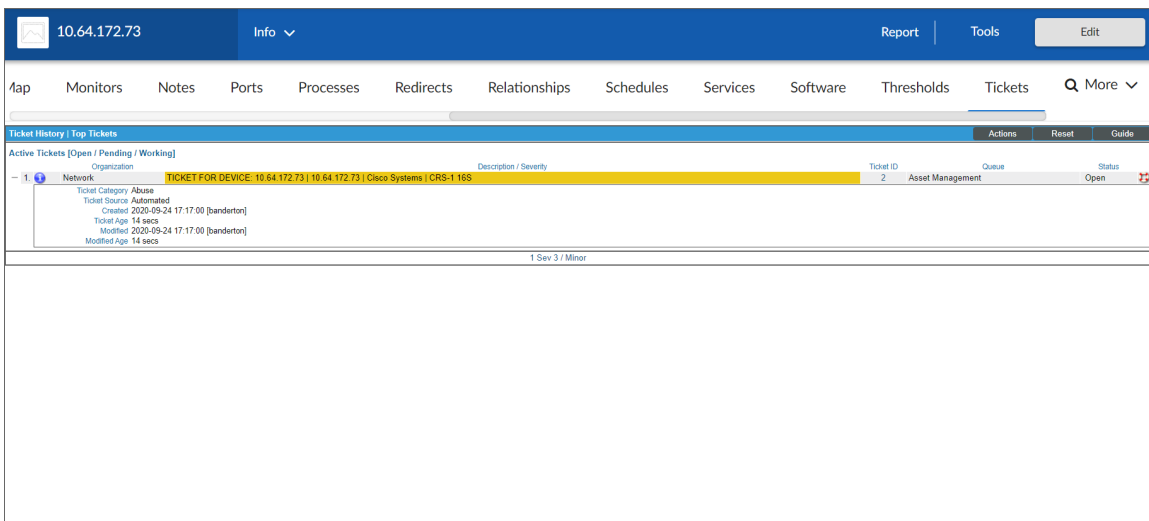 10.64.172.73 Info Report Tools Edit
Monitors Notes Ports Processes Redirects Relationships Schedules Services Software Thresholds Tickets More
Ticket History | Top Tickets Actions Reset Guide
Active Tickets [Open / Pending / Working]
Organization Description / Severity Ticket ID Queue Status
1. Network TICKET FOR DEVICE: 10.64.172.73 | 10.64.172.73 | Cisco Systems | CRS-1 16S 2 Asset Management Open
Ticket Category Abuse
Ticket Source Automated
Created 2020-09-24 17:17:00 [banderton]
Ticket Age 14 secs
Modified 2020-09-24 17:17:00 [banderton]
Modified Age 14 secs
1 Sev 3 / Minor